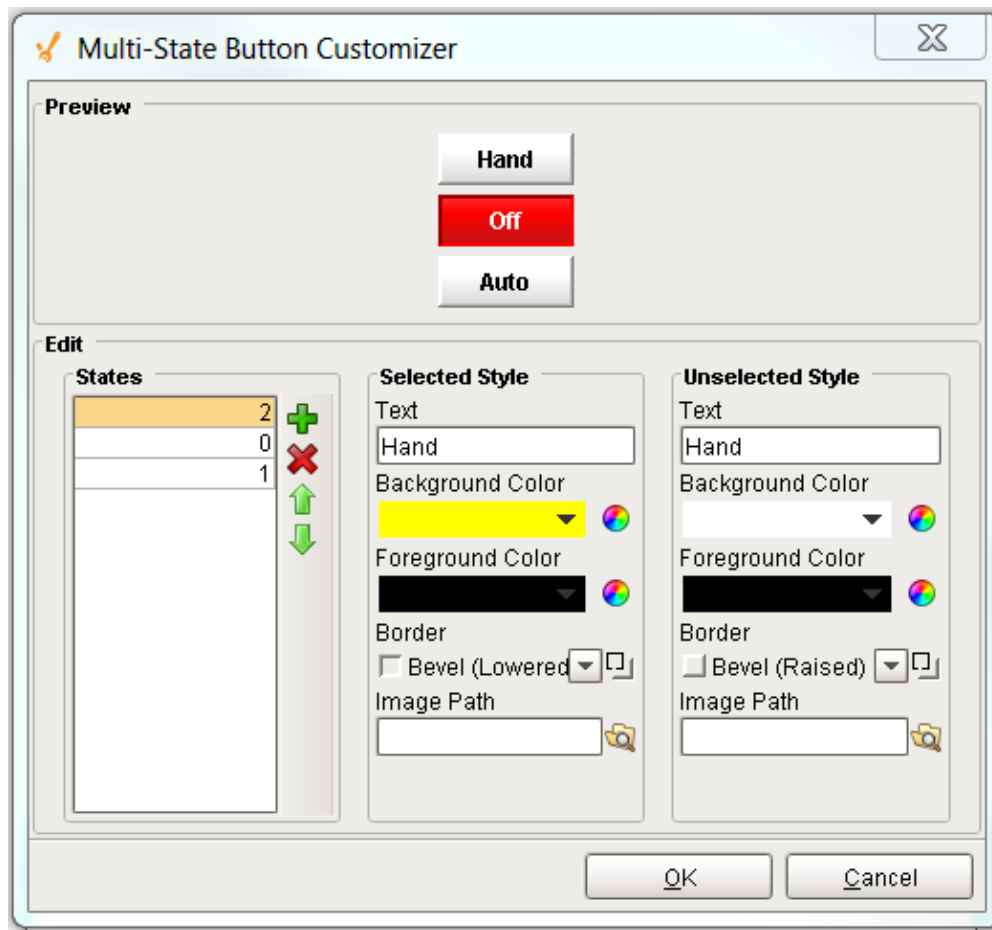 Multi-State Button Customizer
Preview
Hand
Off
Auto
Edit
States
2
0
1
Selected Style
Text
Hand
Background Color
Foreground Color
Border
Bevel (Lowered
Image Path
Unselected Style
Text
Hand
Background Color
Foreground Color
Border
Bevel (Raised)
Image Path
OK
Cancel